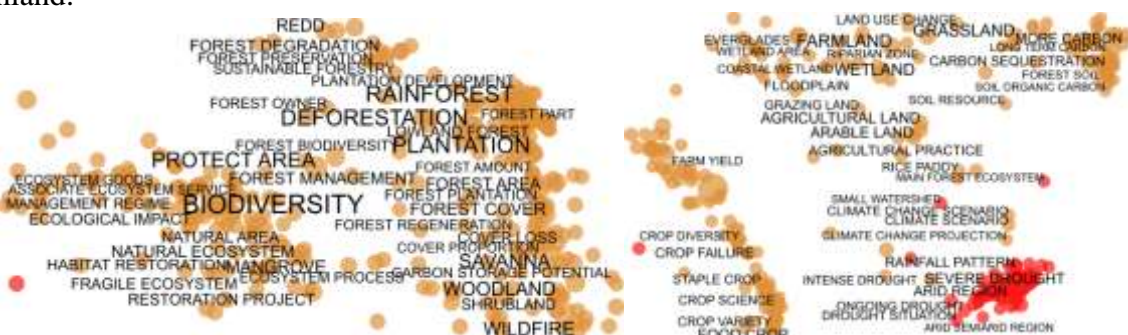 REDD
FOREST DEGRADATION
FOREST PRESERVATION
SUSTAINABLE FORESTRY
PLANTATION DEVELOPMENT
RAINFOREST
FOREST OWNER
DEFORESTATION
FOREST PART
LOWLAND FOREST
FOREST BIODIVERSITY
PLANTATION
PROTECT AREA
FOREST AMOUNT
ECOSYSTEM GOODS
FOREST MANAGEMENT
FOREST AREA
ASSOCIATE ECOSYSTEM SERVICE
FOREST PLANTATION
MANAGEMENT REGIME
BIODIVERSITY
FOREST COVER
ECOLOGICAL IMPACT
FOREST REGENERATION
NATURAL AREA
COVER LOSS
COVER PROPORTION
NATURAL ECOSYSTEM
SAVANNA
HABITAT RESTORATION
MANGROVE
ECOSYSTEM PROCESS
CARBON STORAGE POTENTIAL
FRAGILE ECOSYSTEM
WOODLAND
RESTORATION PROJECT
SHRUBLAND
WILDFIRE
LAND USE CHANGE
GRASSLAND
EVERGLADES
FARMLAND
MORE CARBON
WETLAND AREA
RIPARIAN ZONE
LONG TERM CARBON
CARBON SEQUESTRATION
COASTAL WETLAND
WETLAND
FOREST SOIL
FLOODPLAIN
SOIL ORGANIC CARBON
SOIL RESOURCE
GRAZING LAND
AGRICULTURAL LAND
ARABLE LAND
AGRICULTURAL PRACTICE
FARM YIELD
RICE PADDY
MAIN FOREST ECOSYSTEM
SMALL WATERSHED
CLIMATE CHANGE SCENARIO
CLIMATE SCENARIO
CROP DIVERSITY
CLIMATE CHANGE PROJECTION
CROP FAILURE
RAINFALL PATTERN
STAPLE CROP
INTENSE DROUGHT
SEVERE DROUGHT
ARID REGION
CROP SCIENCE
ONGOING DROUGHT
DROUGHT SITUATION
CROP VARIETY
ARID SEMIARID REGION
FOOD CROP